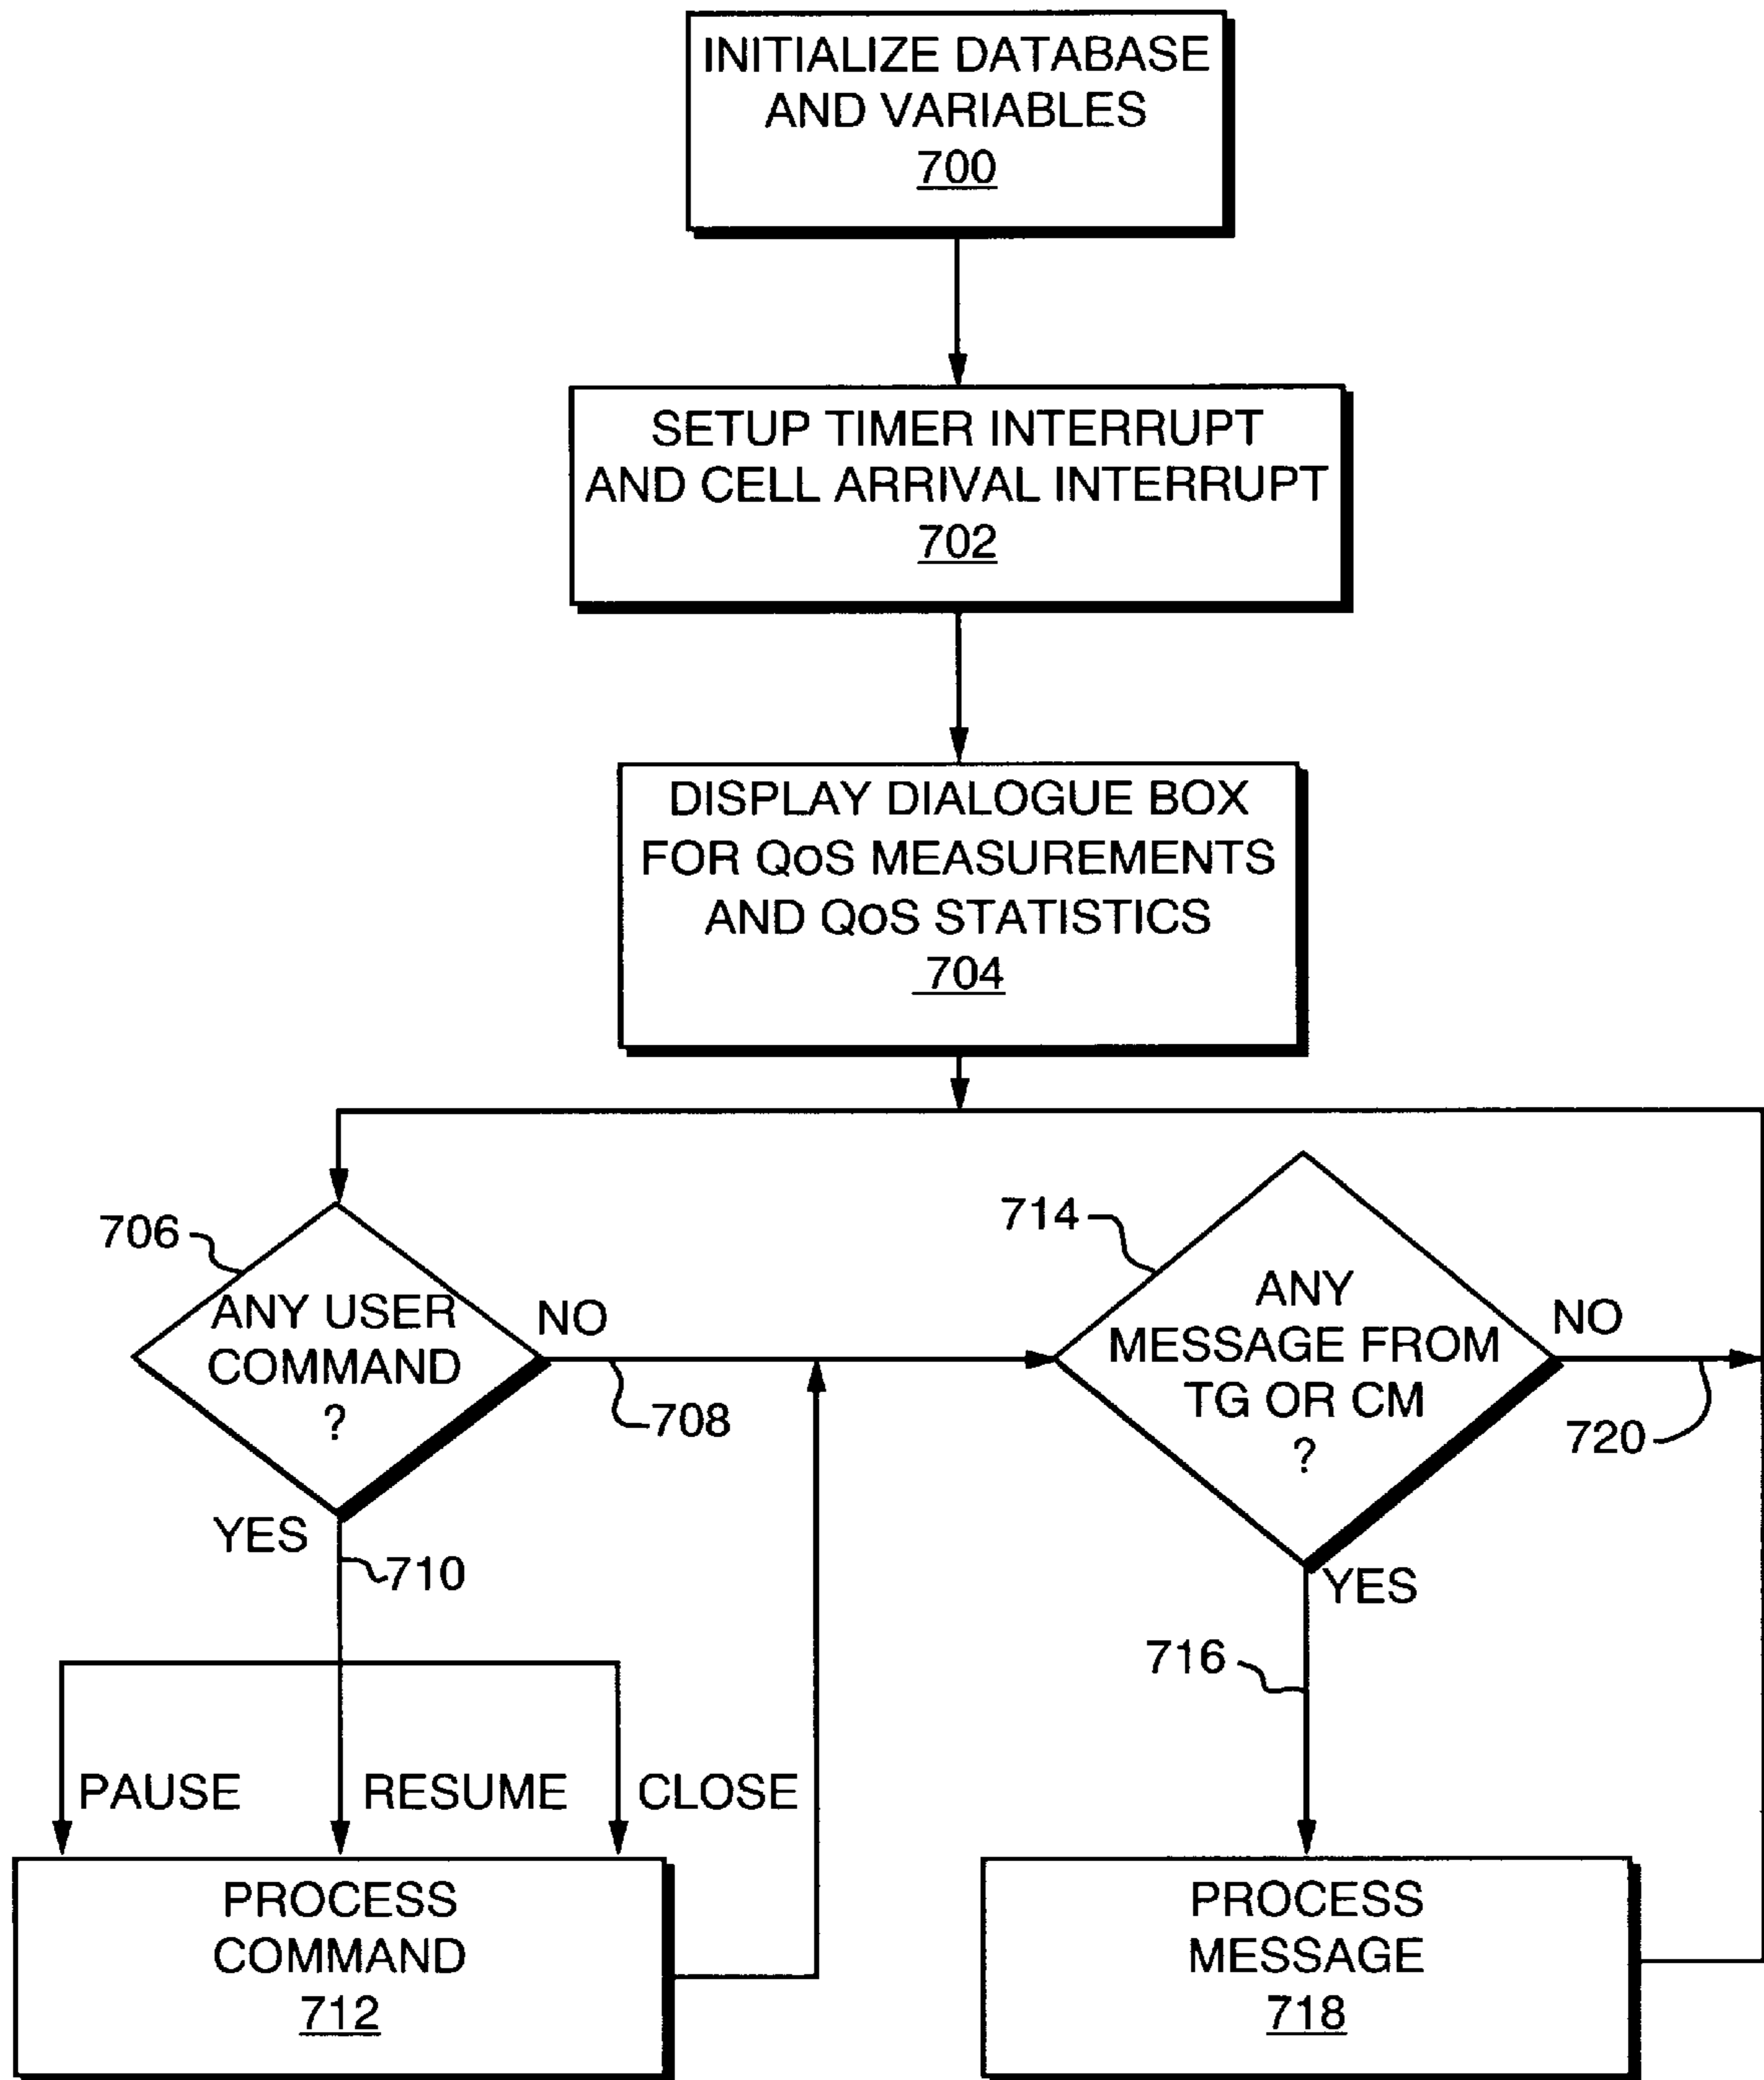 INITIALIZE DATABASE
AND VARIABLES
700
SETUP TIMER INTERRUPT
AND CELL ARRIVAL INTERRUPT
702
DISPLAY DIALOGUE BOX
FOR QoS MEASUREMENTS
AND QoS STATISTICS
704
706
ANY USER
COMMAND
?
NO
708
YES
710
PAUSE
RESUME
CLOSE
PROCESS
COMMAND
712
714
ANY
MESSAGE FROM
TG OR CM
?
NO
720
YES
716
PROCESS
MESSAGE
718